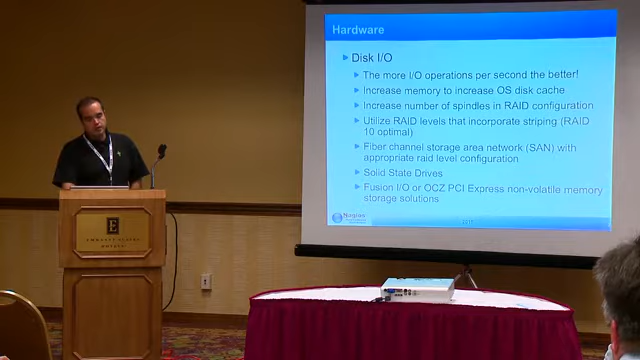 Hardware
Disk I/O
The more I/O operations per second the better!
Increase memory to increase OS disk cache
Increase number of spindles in RAID configuration
Utilize RAID levels that incorporate striping (RAID
10 optimal)
Fiber channel storage area network (SAN) with
appropriate raid level configuration
Solid State Drives
Fusion I/O or OCZ PCI Express non-volatile memory
storage solutions
Nagios
E
EMBASSY SUITES
HOTELS